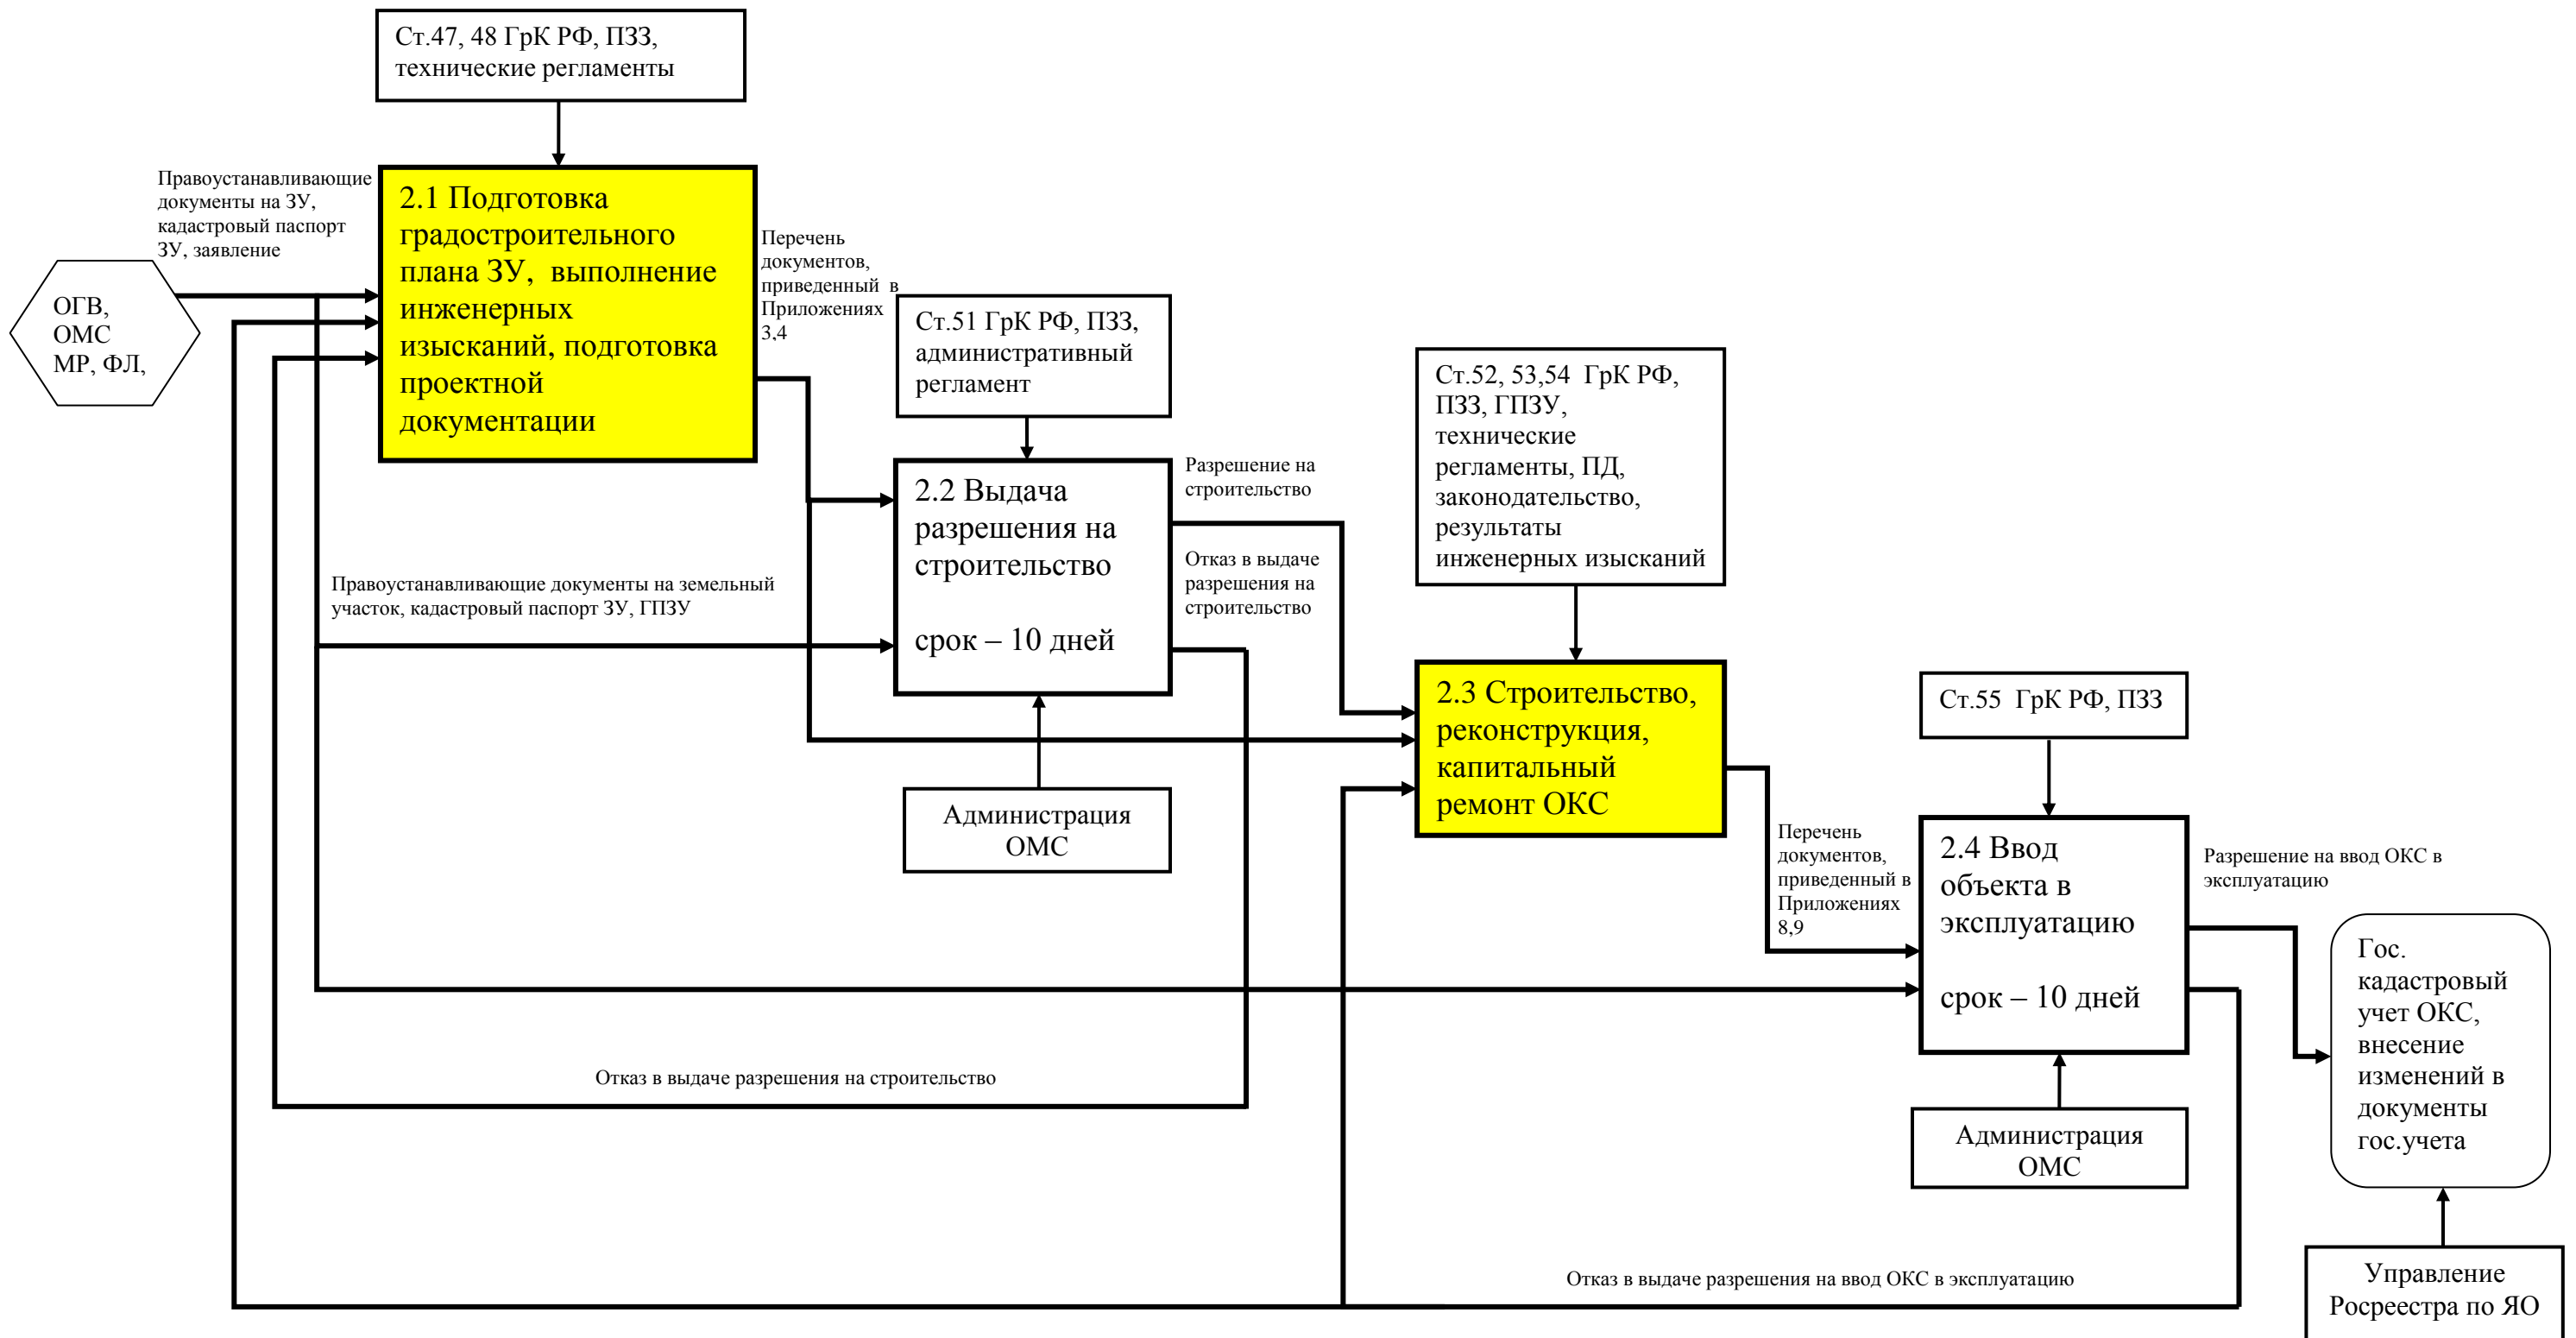 Ст.47, 48 ГрК РФ, ПЗЗ,
технические регламенты
Правоустанавливающие
документы на ЗУ,
кадастровый паспорт
ЗУ, заявление
ОГВ,
ОМС
МР, ФЛ,
2.1 Подготовка
градостроительного
плана ЗУ, выполнение
инженерных
изысканий, подготовка
проектной
документации
Перечень
документов,
приведенный в
Приложениях
3,4
Ст.51 ГрК РФ, ПЗЗ,
административный
регламент
2.2 Выдача
разрешения на
строительство
срок – 10 дней
Правоустанавливающие документы на земельный
участок, кадастровый паспорт ЗУ, ГПЗУ
Администрация
ОМС
Разрешение на
строительство
Отказ в выдаче
разрешения на
строительство
Ст.52, 53,54 ГрК РФ,
ПЗЗ, ГПЗУ,
технические
регламенты, ПД,
законодательство,
результаты
инженерных изысканий
2.3 Строительство,
реконструкция,
капитальный
ремонт ОКС
Перечень
документов,
приведенный в
Приложениях
8,9
Ст.55 ГрК РФ, ПЗЗ
2.4 Ввод
объекта в
эксплуатацию
срок – 10 дней
Администрация
ОМС
Разрешение на ввод ОКС в
эксплуатацию
Гос.
кадастровый
учет ОКС,
внесение
изменений в
документы
гос.учета
Управление
Росреестра по ЯО
Отказ в выдаче разрешения на строительство
Отказ в выдаче разрешения на ввод ОКС в эксплуатацию